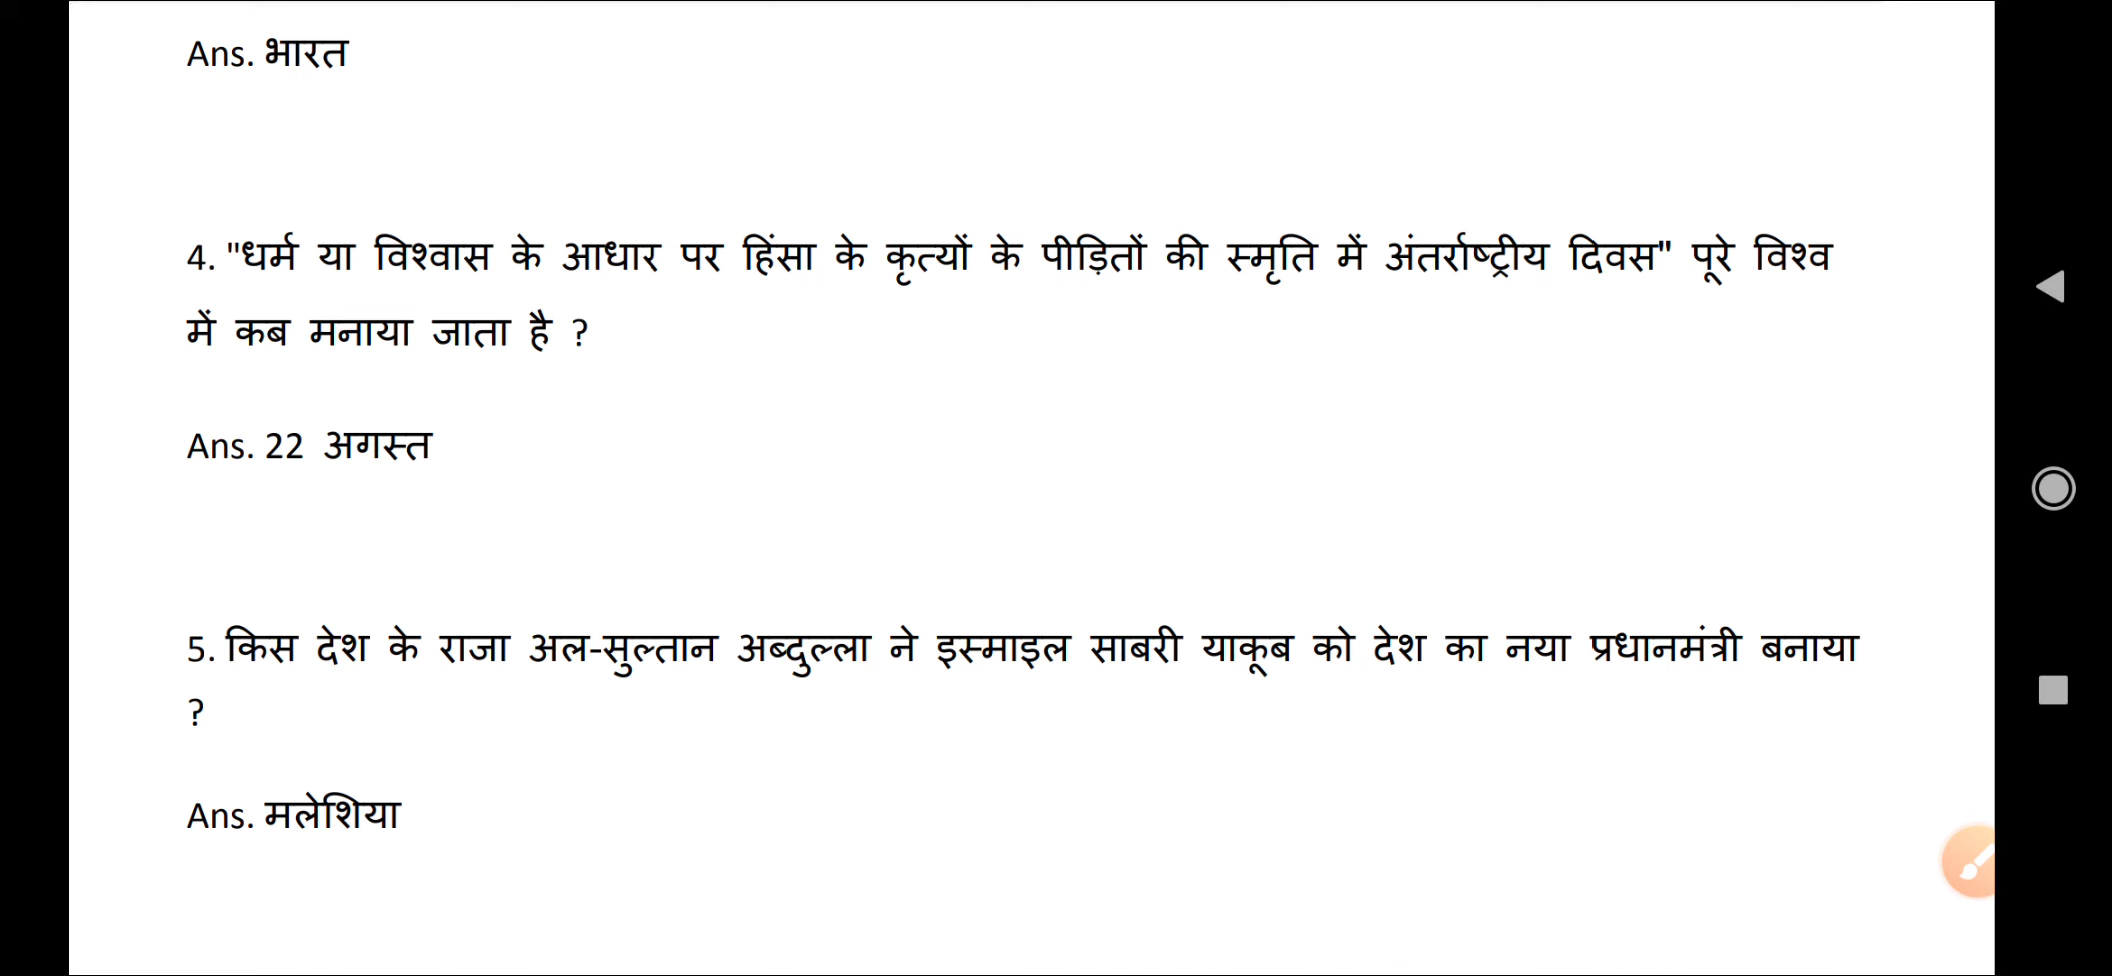 Ans. भारत
4. "धर्म या विश्वास के आधार पर हिंसा के कृत्यों के पीड़ितों की स्मृति में अंतर्राष्ट्रीय दिवस" पूरे विश्व
में कब मनाया जाता है ?
Ans. 22 अगस्त
5. किस देश के राजा अल-सुल्तान अब्दुल्ला ने इस्माइल साबरी याकूब को देश का नया प्रधानमंत्री बनाया
?
Ans. मलेशिया